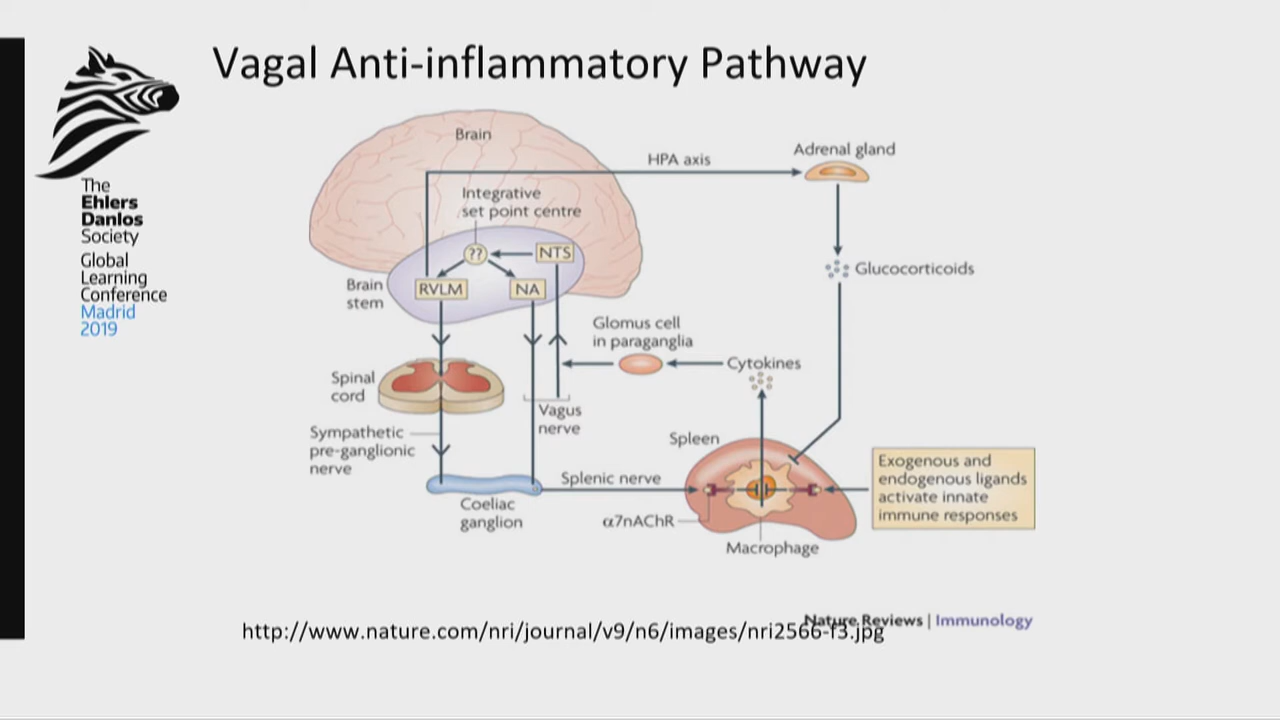 Vagal Anti-inflammatory Pathway
The
Ehlers
Danlos
Society
Global
Learning
Conference
Madrid
2019
Brain
HPA axis
Adrenal gland
Integrative
set point centre
??
NTS
Glucocorticoids
Brain
stem
RVLM
NA
Glomus cell
in paraganglia
Cytokines
Spinal
cord
Vagus
nerve
Sympathetic
pre-ganglionic
nerve
Spleen
Exogenous and
endogenous ligands
activate innate
immune responses
Splenic nerve
Coeliac
ganglion
α7nAChR
Macrophage
Nature Reviews | Immunology
http://www.nature.com/nri/journal/v9/n6/images/nri2566-f3.jpg